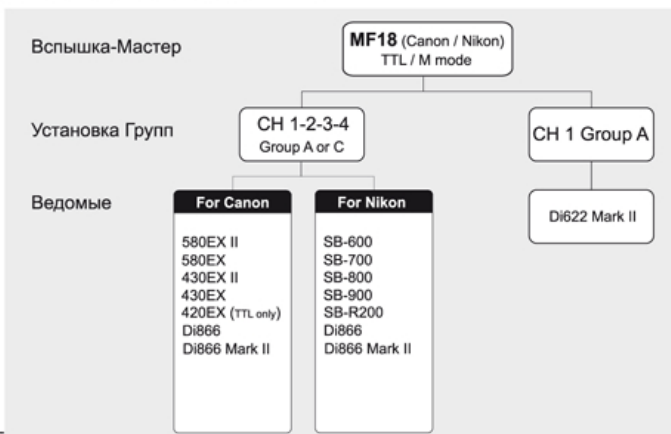 Вспышка-Мастер
MF18 (Canon / Nikon)
TTL / M mode
Установка Групп
CH 1-2-3-4
Group A or C
CH 1 Group A
Ведомые
For Canon
580EX II
580EX
430EX II
430EX
420EX (TTL only)
Di866
Di866 Mark II
For Nikon
SB-600
SB-700
SB-800
SB-900
SB-R200
Di866
Di866 Mark II
Di622 Mark II